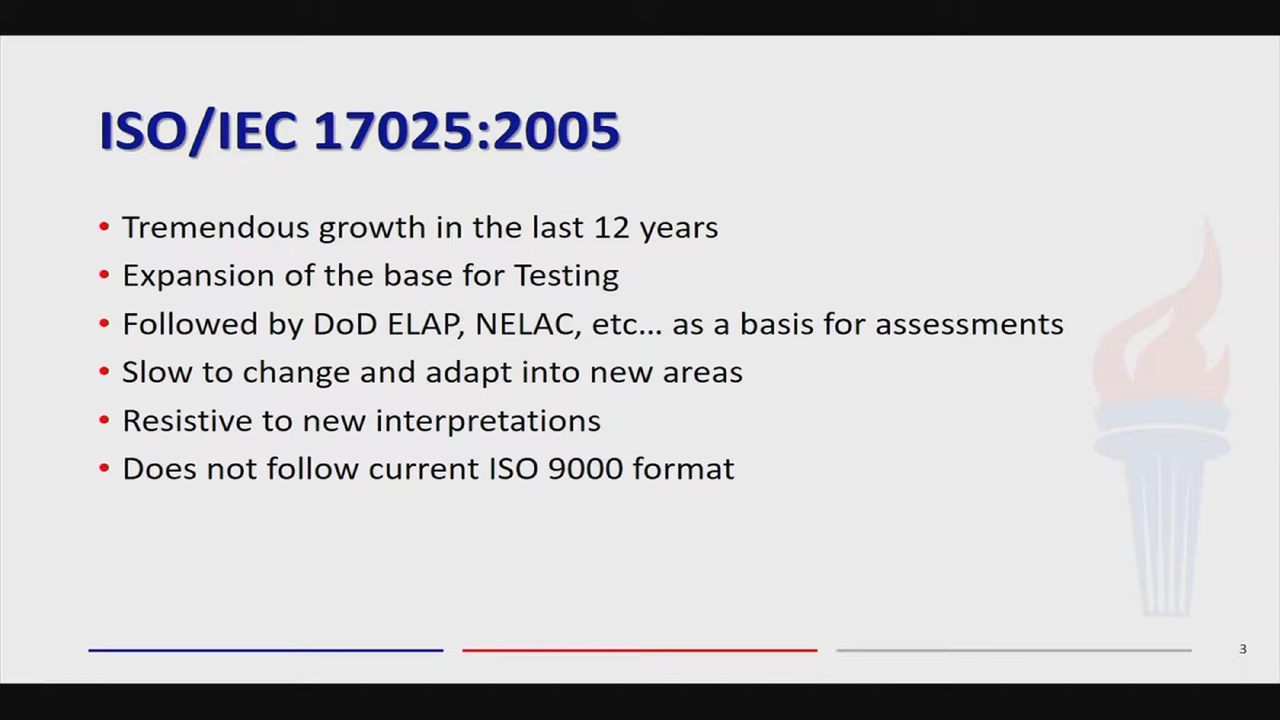 ISO/IEC 17025:2005
• Tremendous growth in the last 12 years
• Expansion of the base for Testing
• Followed by DoD ELAP, NELAC, etc... as a basis for assessments
• Slow to change and adapt into new areas
• Resistive to new interpretations
• Does not follow current ISO 9000 format
3